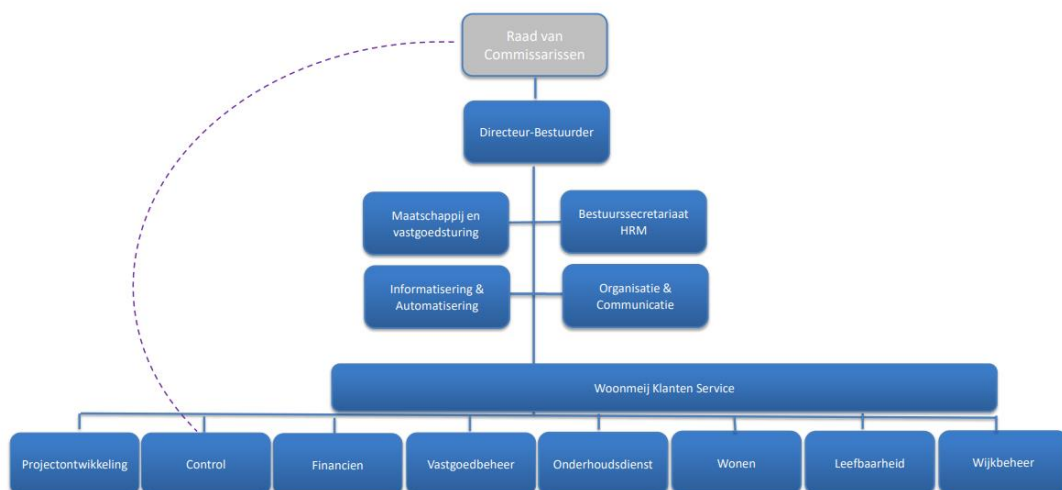 Raad van
Commissarissen
Directeur-Bestuurder
Maatschappij en
vastgoedsturing
Bestuurssecretariaat
HRM
Informatisering &
Automatisering
Organisatie &
Communicatie
Woonmeij Klanten Service
Projectontwikkeling
Control
Financien
Vastgoedbeheer
Onderhoudsdienst
Wonen
Leefbaarheid
Wijkbeheer